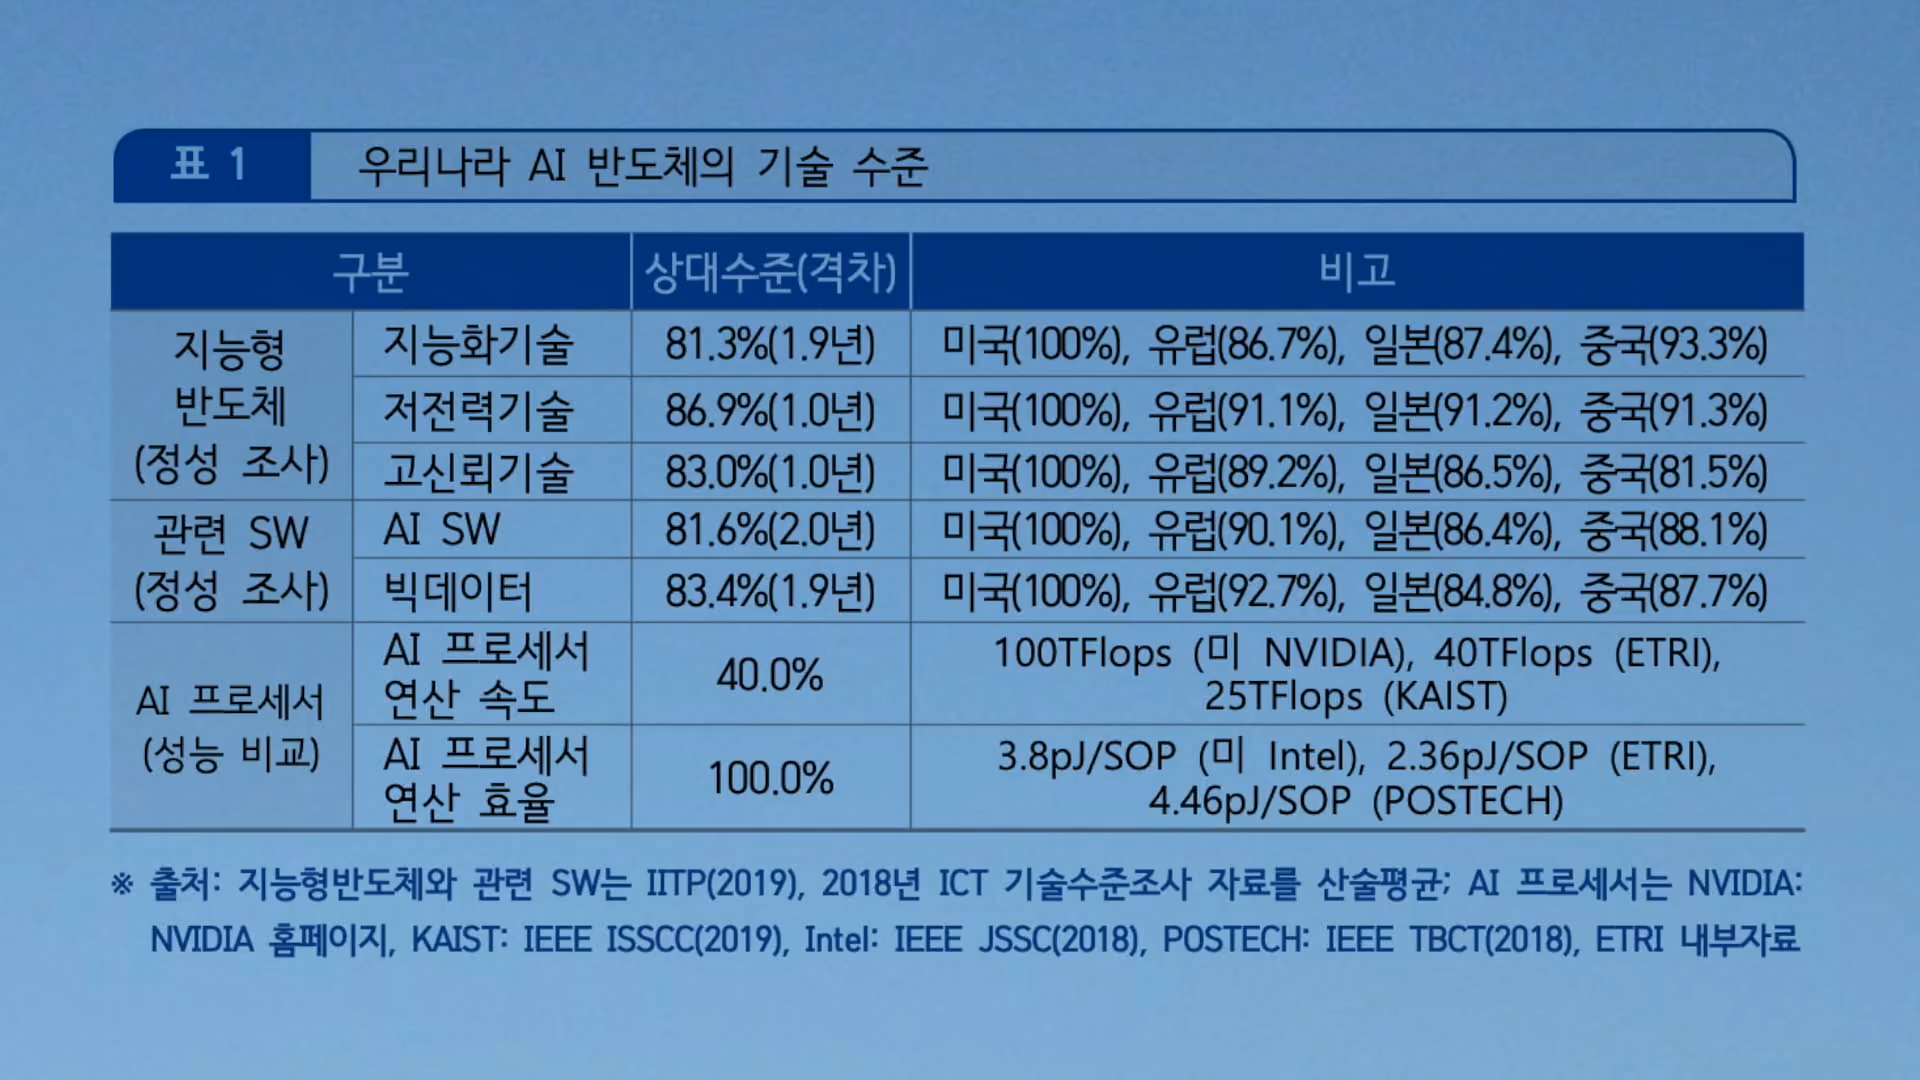 표 1 우리나라 AI 반도체의 기술 수준
구분 상대수준(격차) 비고
지능형 반도체 (정성 조사) 지능화기술 81.3%(1.9년) 미국(100%), 유럽(86.7%), 일본(87.4%), 중국(93.3%)
저전력기술 86.9%(1.0년) 미국(100%), 유럽(91.1%), 일본(91.2%), 중국(91.3%)
고신뢰기술 83.0%(1.0년) 미국(100%), 유럽(89.2%), 일본(86.5%), 중국(81.5%)
관련 SW (정성 조사) AI SW 81.6%(2.0년) 미국(100%), 유럽(90.1%), 일본(86.4%), 중국(88.1%)
빅데이터 83.4%(1.9년) 미국(100%), 유럽(92.7%), 일본(84.8%), 중국(87.7%)
AI 프로세서 (성능 비교) AI 프로세서 연산 속도 40.0% 100TFlops (미 NVIDIA), 40TFlops (ETRI), 25TFlops (KAIST)
AI 프로세서 연산 효율 100.0% 3.8pJ/SOP (미 Intel), 2.36pJ/SOP (ETRI), 4.46pJ/SOP (POSTECH)
※ 출처: 지능형반도체와 관련 SW는 IITP(2019), 2018년 ICT 기술수준조사 자료를 산술평균; AI 프로세서는 NVIDIA:
NVIDIA 홈페이지, KAIST: IEEE ISSCC(2019), Intel: IEEE JSSC(2018), POSTECH: IEEE TBCT(2018), ETRI 내부자료